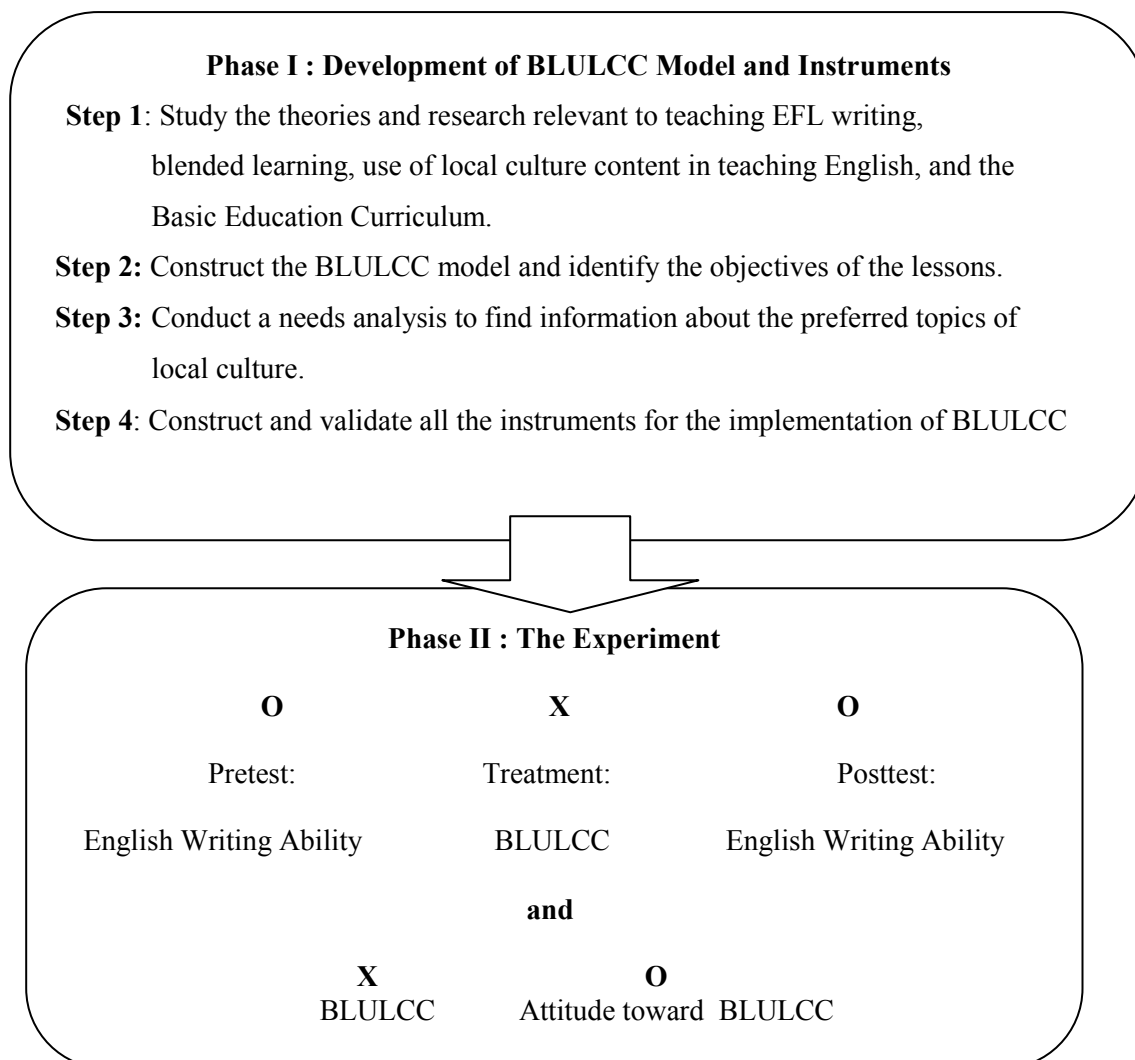 Phase I : Development of BLULCC Model and Instruments
Step 1: Study the theories and research relevant to teaching EFL writing,
blended learning, use of local culture content in teaching English, and the
Basic Education Curriculum.
Step 2: Construct the BLULCC model and identify the objectives of the lessons.
Step 3: Conduct a needs analysis to find information about the preferred topics of
local culture.
Step 4: Construct and validate all the instruments for the implementation of BLULCC
Phase II : The Experiment
O X O
Pretest: Treatment: Posttest:
English Writing Ability BLULCC English Writing Ability
and
X O
BLULCC Attitude toward BLULCC